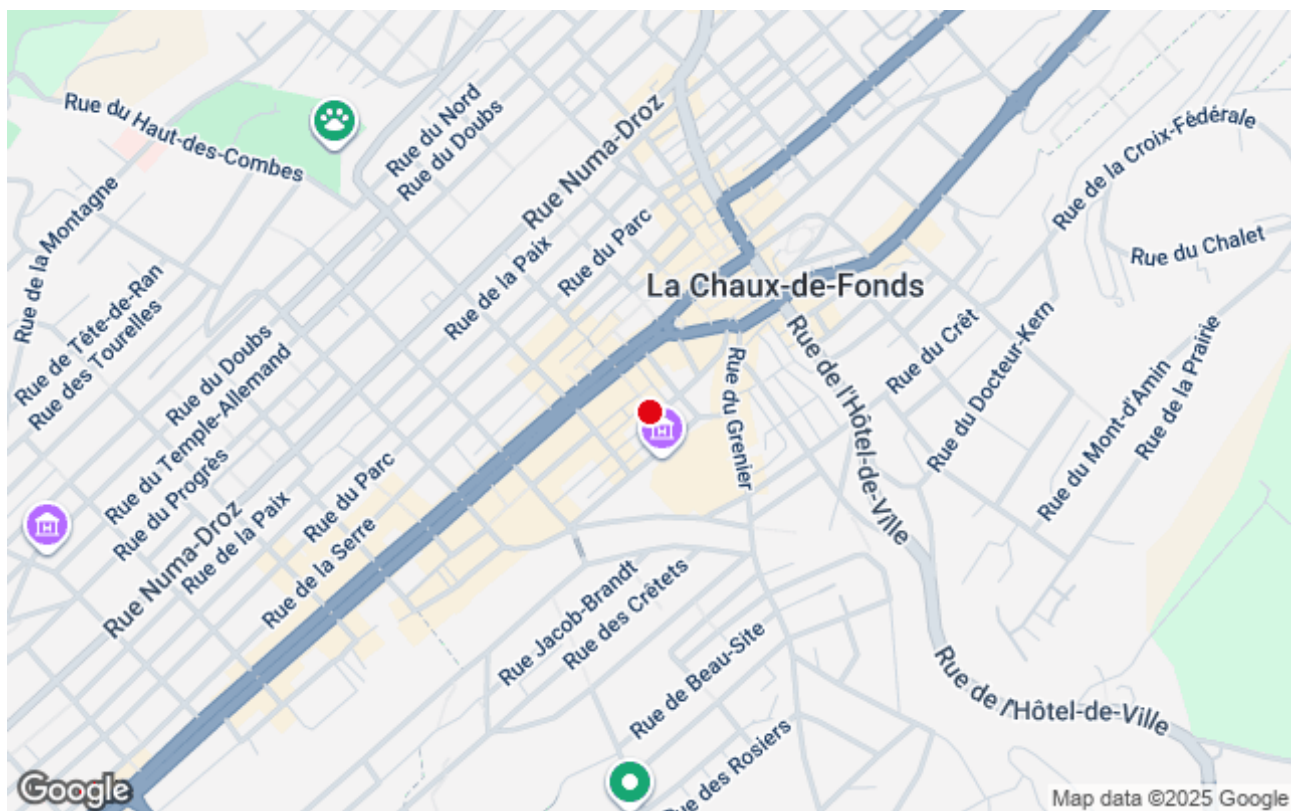 Rue du Haut-des-Combes
Rue du Nord
Rue du Doubs
Rue Numa-Droz
Rue de la Croix-Fédérale
Rue du Chalet
Rue de la Montagne
Rue du Parc
Rue de la Paix
La Chaux-de-Fonds
Rue de Tête-de-Ran
Rue des Tourelles
Rue du Doubs
Rue du Temple-Allemand
Rue du Progrès
Rue Numa-Droz
Rue de la Paix
Rue du Parc
Rue de la Serre
Rue du Grenier
Rue de l'Hôtel-de-Ville
Rue du Crêt
Rue du Docteur-Kern
Rue du Mont-d'Amin
Rue de la Prairie
Rue Jacob-Brandt
Rue des Crêtets
Rue de Beau-Site
Rue des Rosiers
Rue de l'Hôtel-de-Ville
Google
Map data ©2025 Google